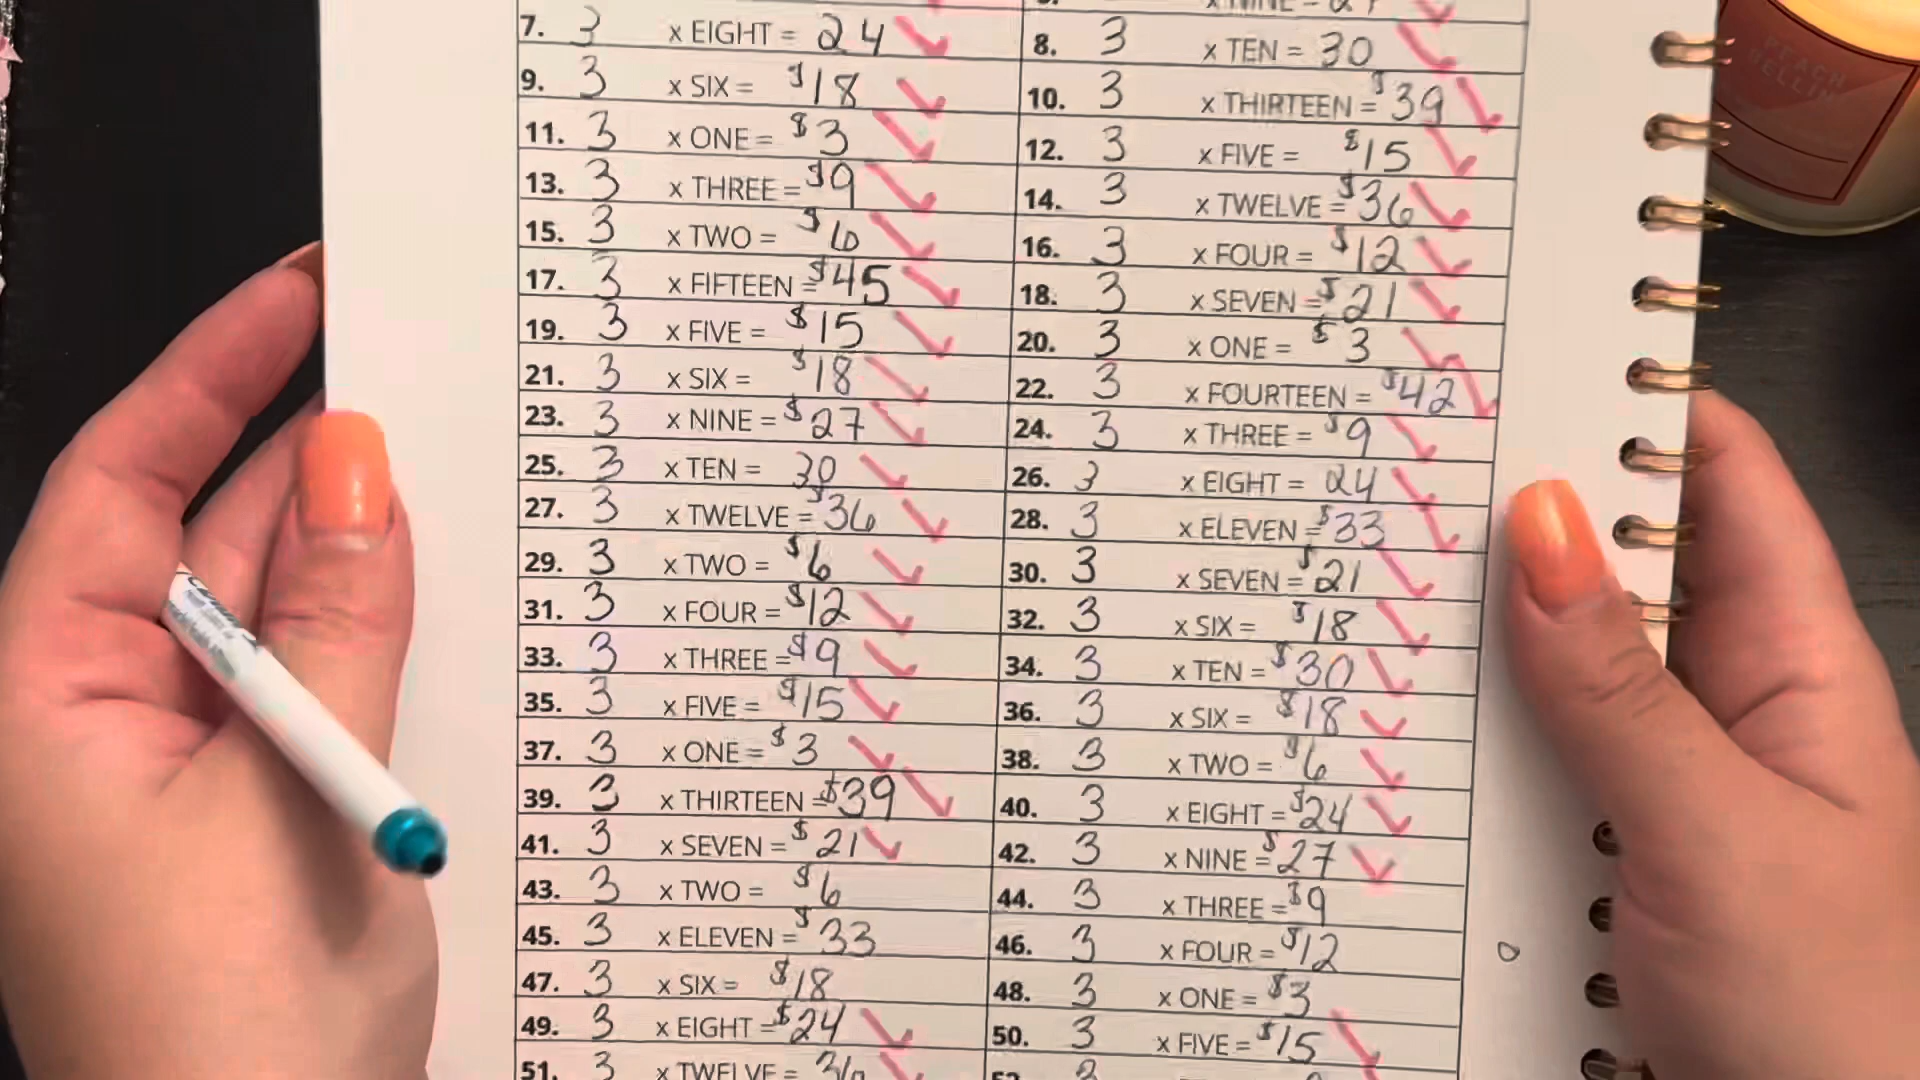 7. 3 x EIGHT = 24
8. 3 x TEN = 30
9. 3 x SIX = $18
10. 3 x THIRTEEN = $39
11. 3 x ONE = $3
12. 3 x FIVE = $15
13. 3 x THREE = $9
14. 3 x TWELVE = $36
15. 3 x TWO = $6
16. 3 x FOUR = $12
17. 3 x FIFTEEN = $45
18. 3 x SEVEN = $21
19. 3 x FIVE = $15
20. 3 x ONE = $3
21. 3 x SIX = $18
22. 3 x FOURTEEN = $42
23. 3 x NINE = $27
24. 3 x THREE = $9
25. 3 x TEN = 30
26. 3 x EIGHT = 24
27. 3 x TWELVE = $36
28. 3 x ELEVEN = $33
29. 3 x TWO = $6
30. 3 x SEVEN = $21
31. 3 x FOUR = $12
32. 3 x SIX = $18
33. 3 x THREE = $9
34. 3 x TEN = $30
35. 3 x FIVE = $15
36. 3 x SIX = $18
37. 3 x ONE = $3
38. 3 x TWO = $6
39. 3 x THIRTEEN = $39
40. 3 x EIGHT = $24
41. 3 x SEVEN = $21
42. 3 x NINE = $27
43. 3 x TWO = $6
44. 3 x THREE = $9
45. 3 x ELEVEN = $33
46. 3 x FOUR = $12
47. 3 x SIX = $18
48. 3 x ONE = $3
49. 3 x EIGHT = $24
50. 3 x FIVE = $15
51. 3 x TWELVE = 36
PEACH
BELLINI